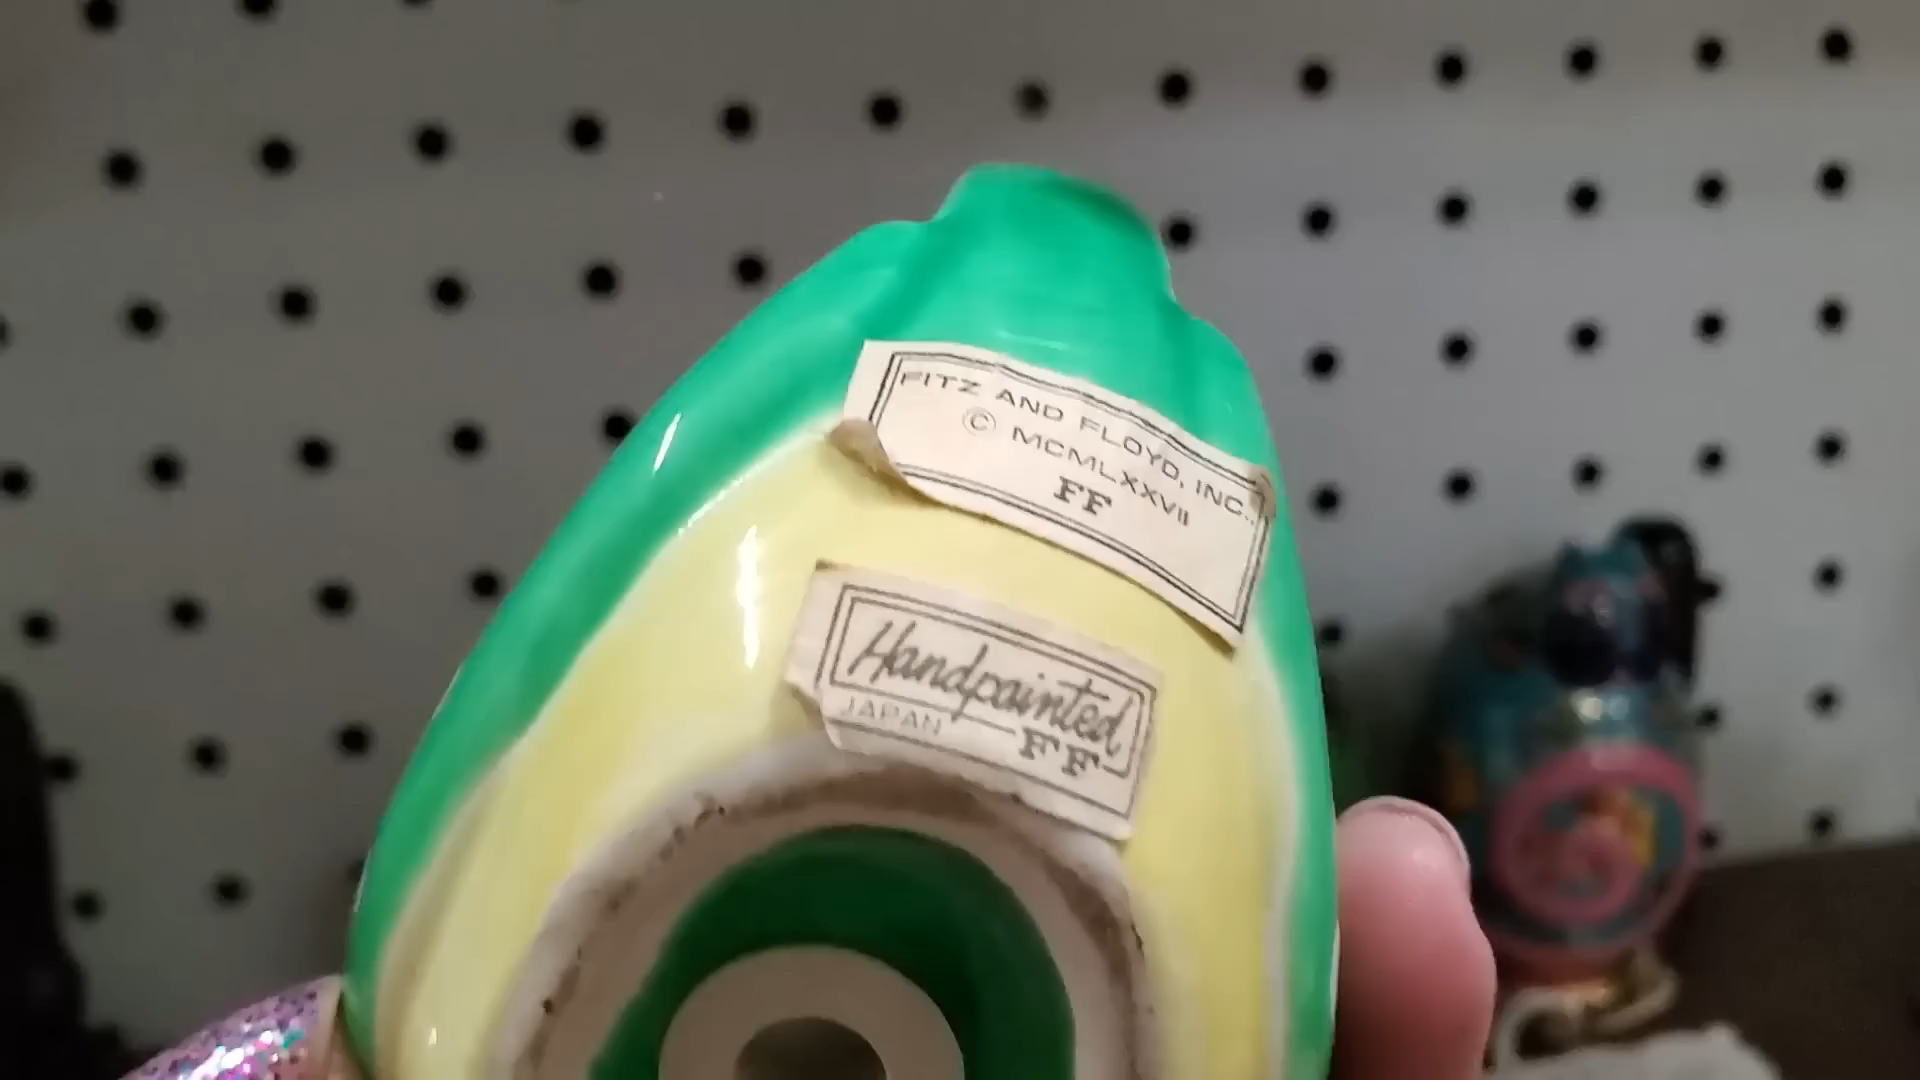 FITZ AND FLOYD, INC.
© MCMLXXVII
FF
Handpainted
JAPAN FF